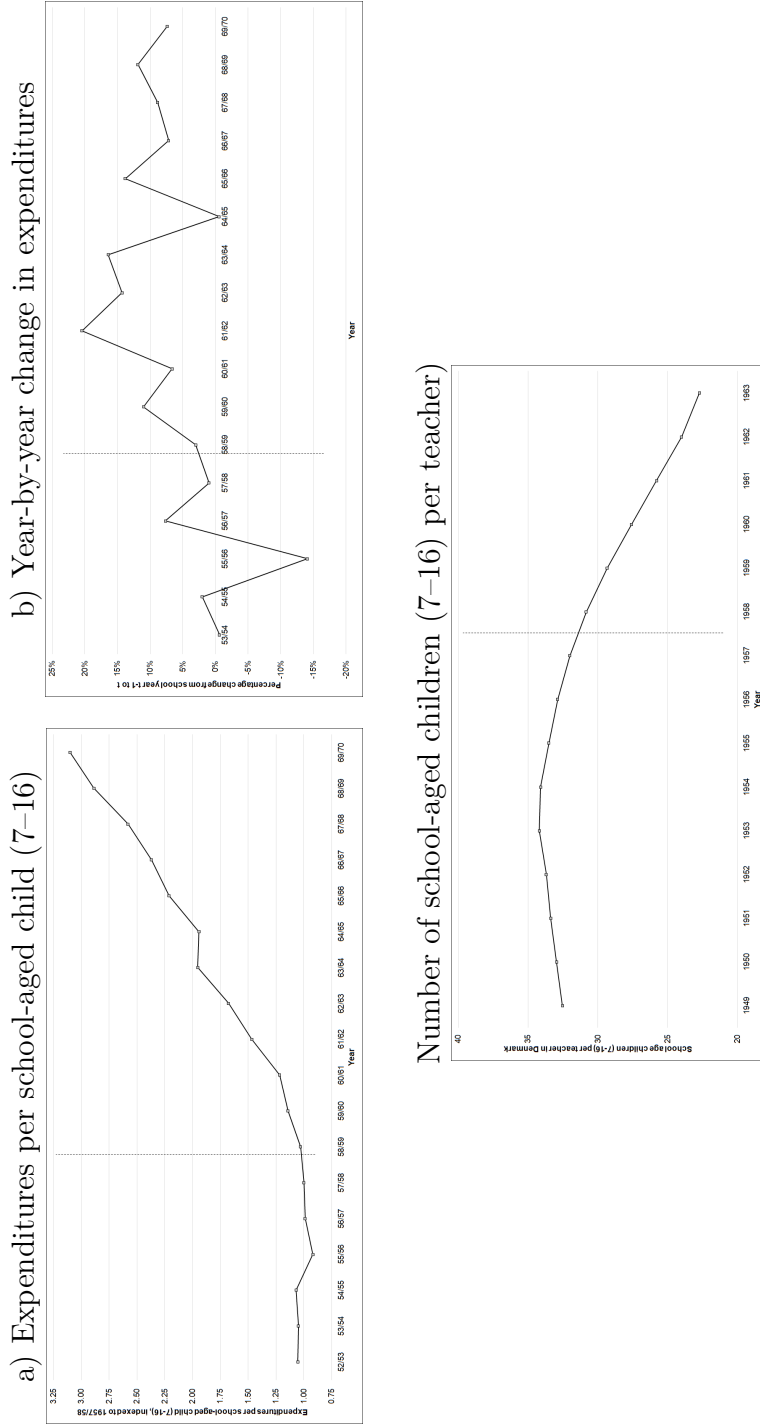 a) Expenditures per school-aged child (7–16)
Expenditures per school-aged child (7-16), indexed to 1957/58
3.25
3.00
2.75
2.50
2.25
2.00
1.75
1.50
1.25
1.00
0.75
52/53 53/54 54/55 55/56 56/57 57/58 58/59 59/60 60/61 61/62 62/63 63/64 64/65 65/66 66/67 67/68 68/69 69/70
Year
b) Year-by-year change in expenditures
Percentage change from school year t-1 to t
25%
20%
15%
10%
5%
0%
-5%
-10%
-15%
-20%
53/54 54/55 55/56 56/57 57/58 58/59 59/60 60/61 61/62 62/63 63/64 64/65 65/66 66/67 67/68 68/69 69/70
Year
Number of school-aged children (7–16) per teacher)
School age children (7-16) per teacher in Denmark
40
35
30
25
20
1949 1950 1951 1952 1953 1954 1955 1956 1957 1958 1959 1960 1961 1962 1963
Year